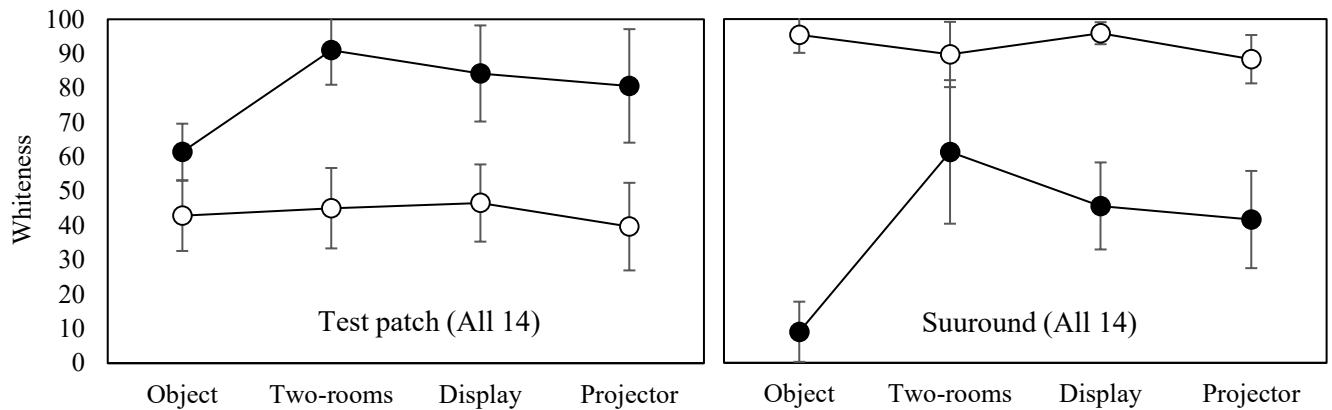 100
90
80
70
60
50
40
30
20
10
0
Whiteness
Test patch (All 14)
Suuround (All 14)
Object Two-rooms Display Projector
Object Two-rooms Display Projector